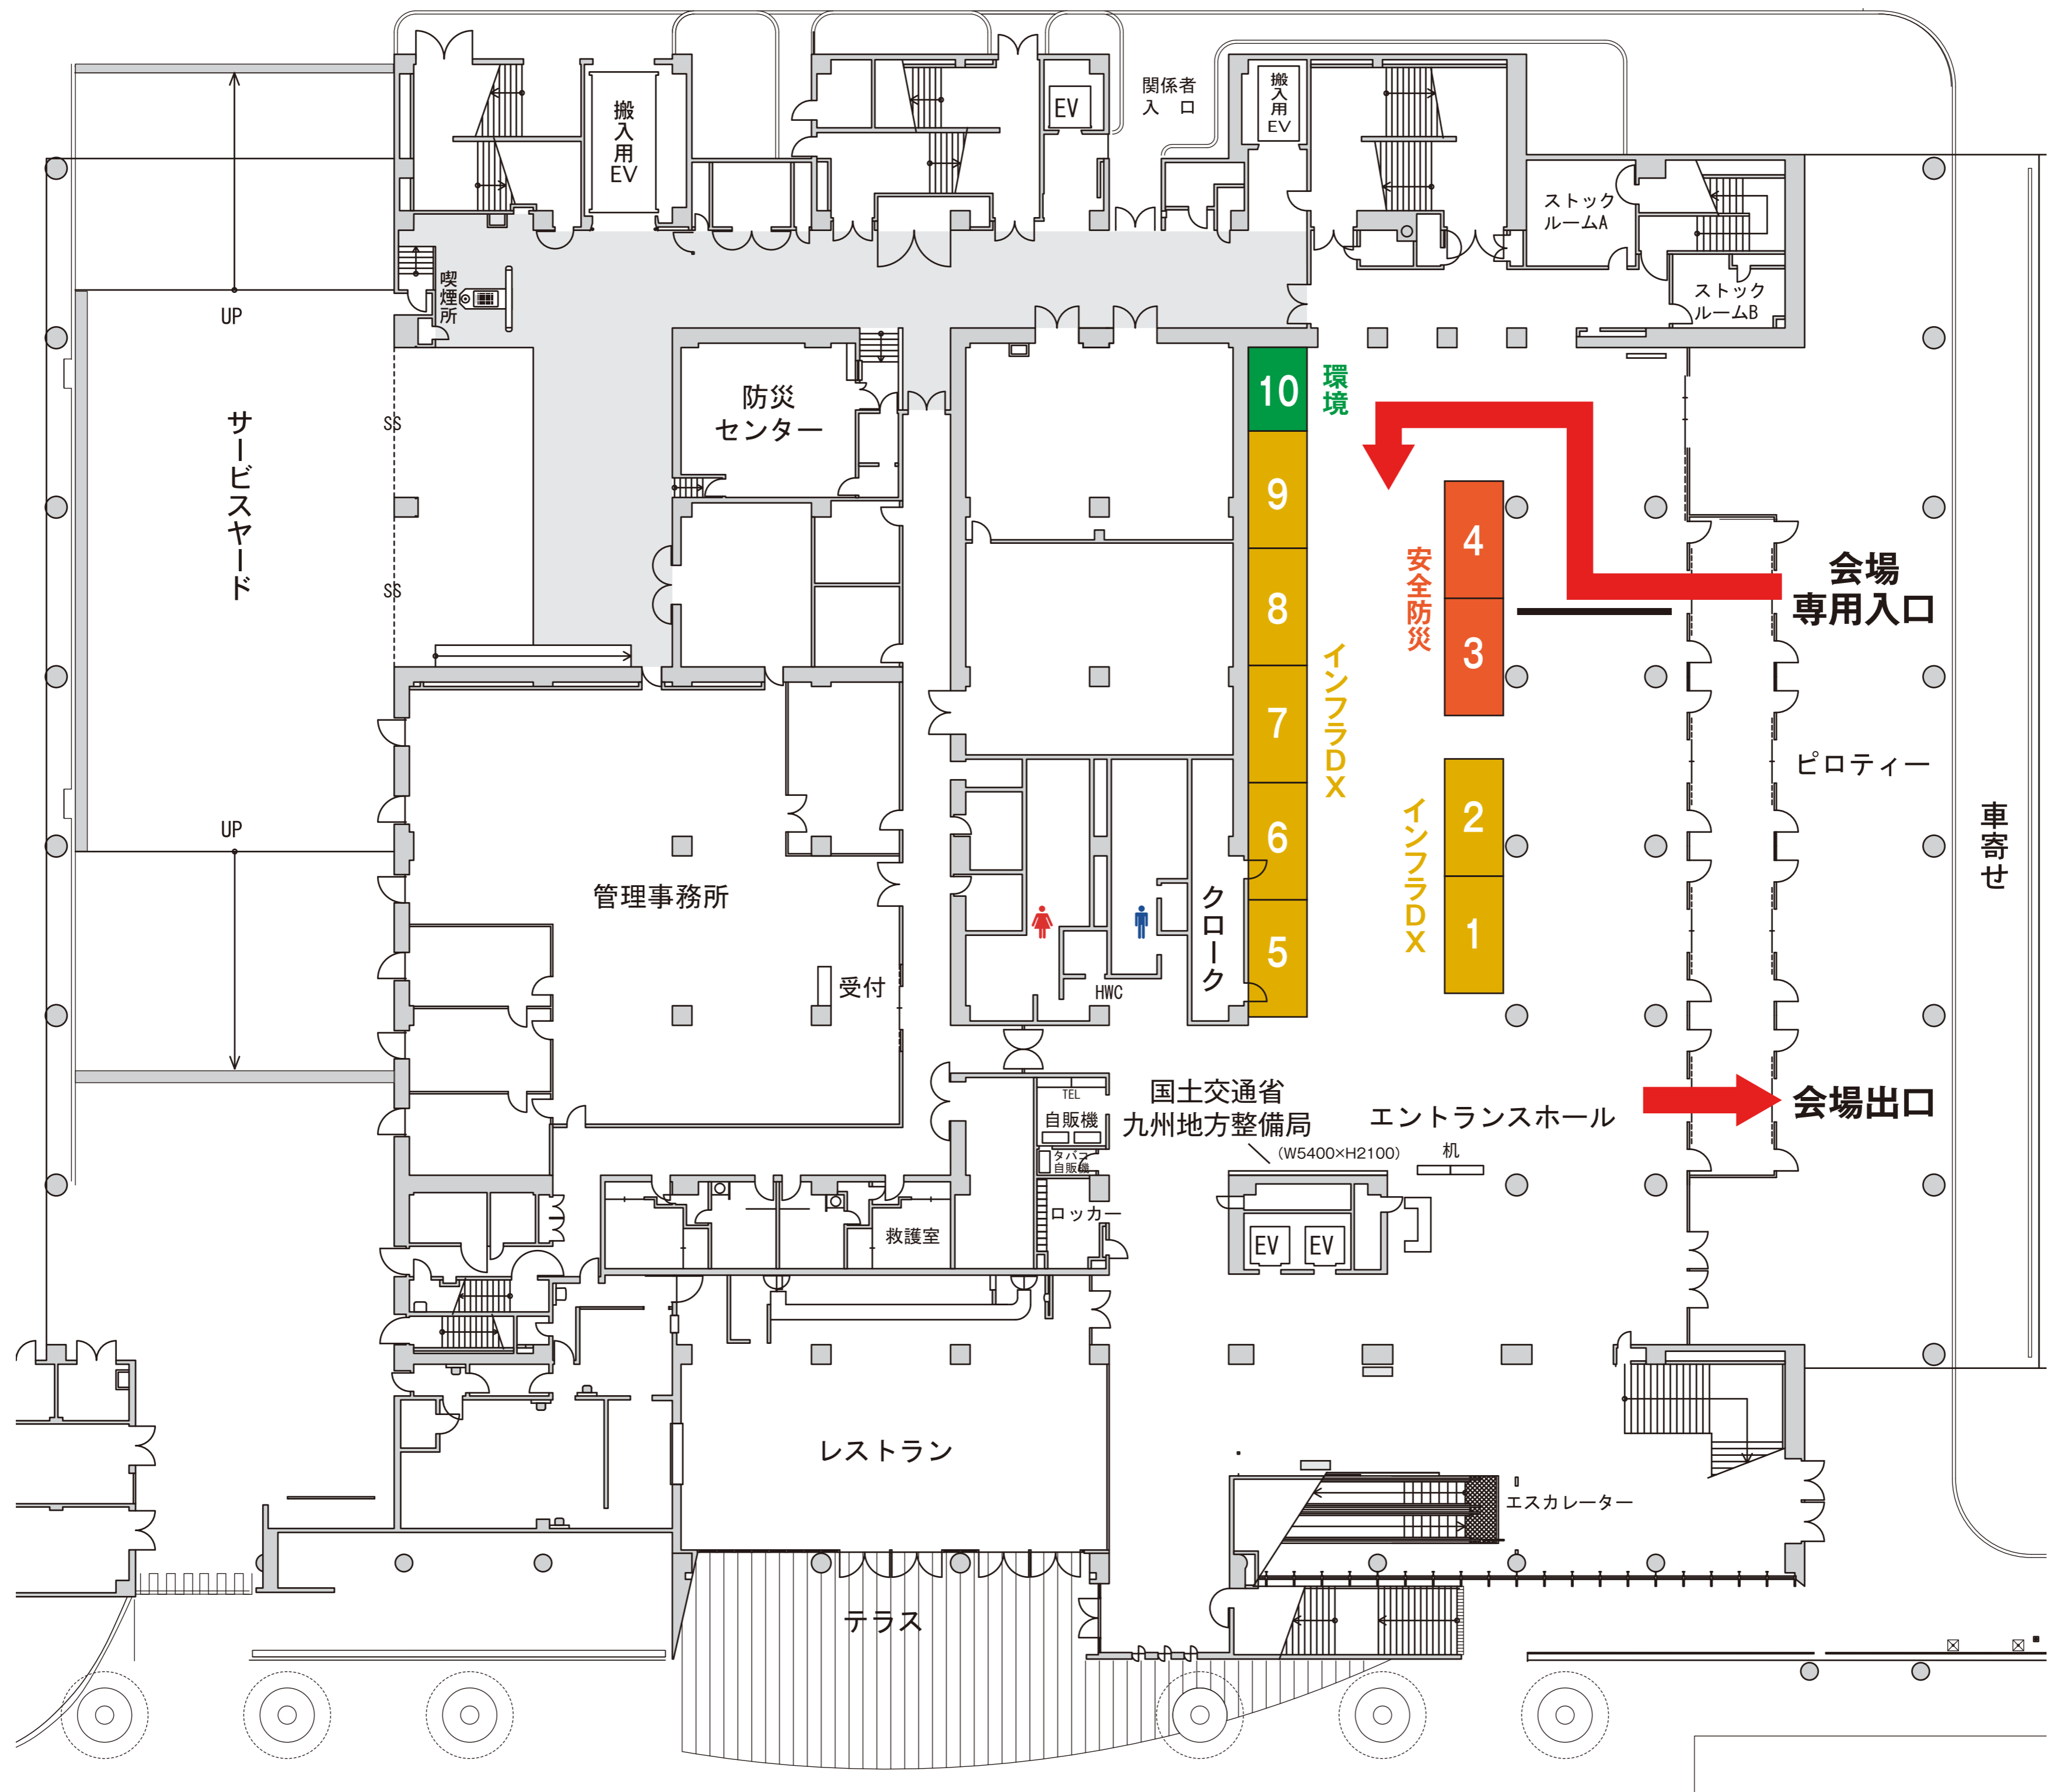 関係者
入口
搬入用EV
EV
搬入用EV
ストック
ルームA
ストック
ルームB
喫煙所
UP
サービスヤード
SS
SS
UP
防災
センター
10
環境
9
8
7
6
5
インフラDX
4
3
安全防災
2
1
インフラDX
会場
専用入口
ピロティー
車寄せ
管理事務所
受付
クローク
HWC
TEL
自販機
タバコ
自販機
ロッカー
国土交通省
九州地方整備局
(W5400×H2100)
エントランスホール
机
会場出口
救護室
EV
EV
レストラン
エスカレーター
テラス